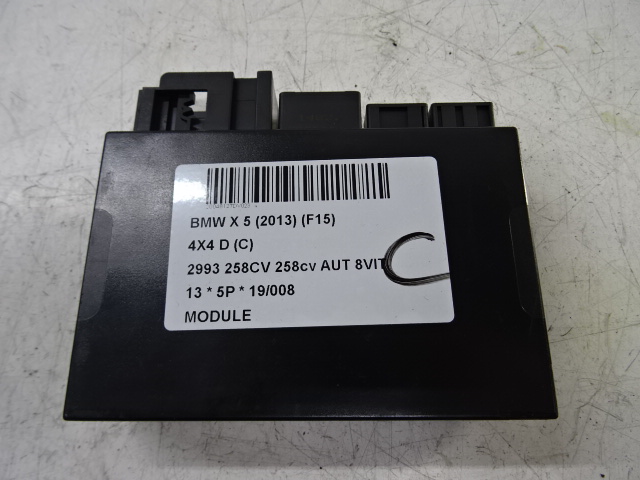 BMW X 5 (2013) (F15)
4X4 D (C)
2993 258CV 258cv AUT 8VIT
13 * 5P * 19/008
MODULE